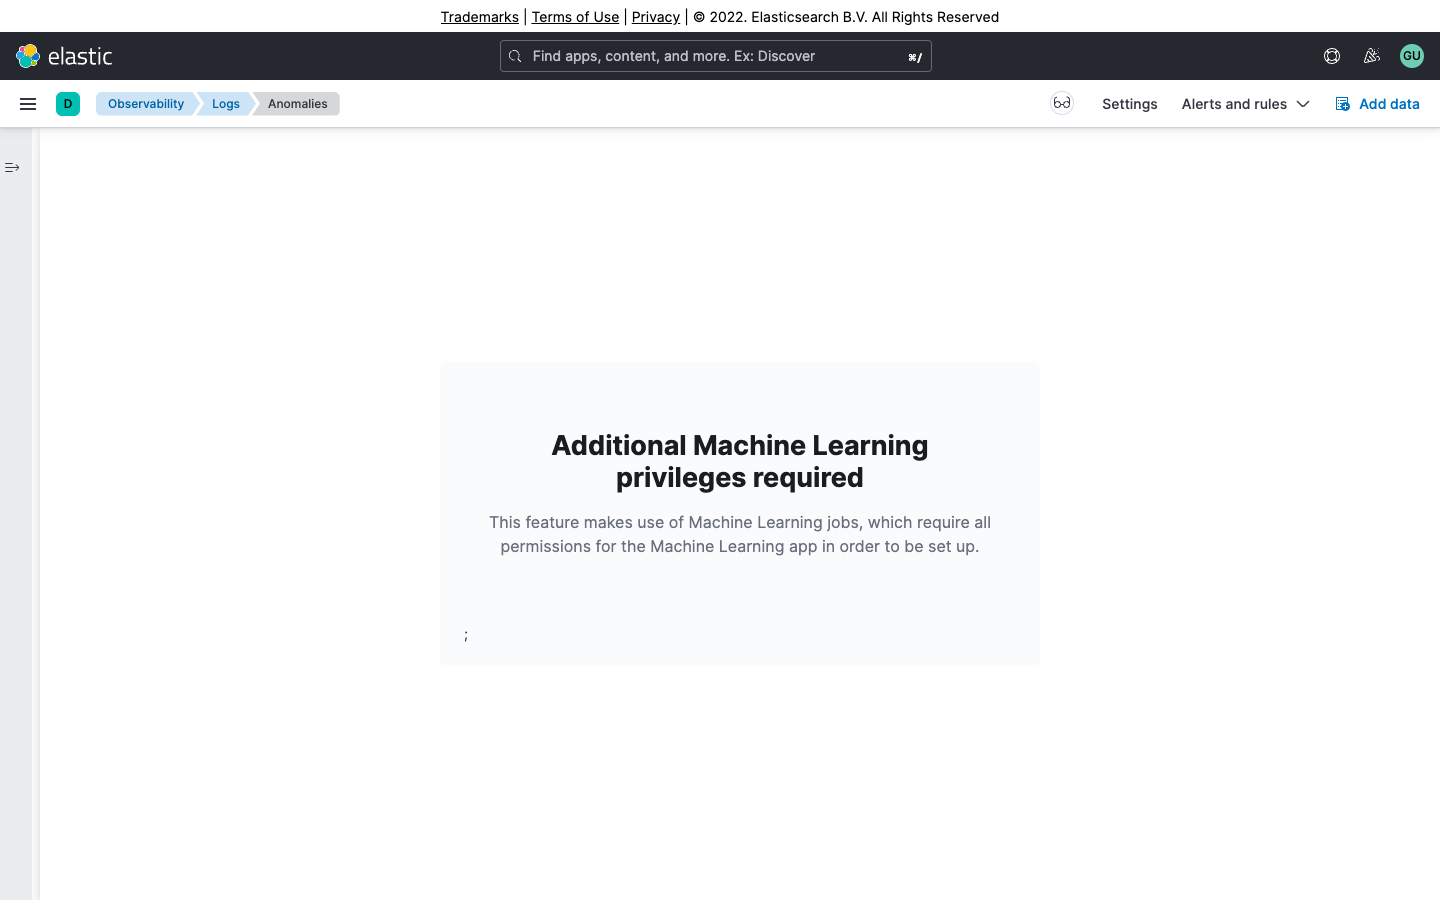 Trademarks | Terms of Use | Privacy | © 2022. Elasticsearch B.V. All Rights Reserved
elastic
Find apps, content, and more. Ex: Discover
⌘/
GU
D
Observability
Logs
Anomalies
Settings
Alerts and rules
Add data
Additional Machine Learning
privileges required
This feature makes use of Machine Learning jobs, which require all
permissions for the Machine Learning app in order to be set up.
;